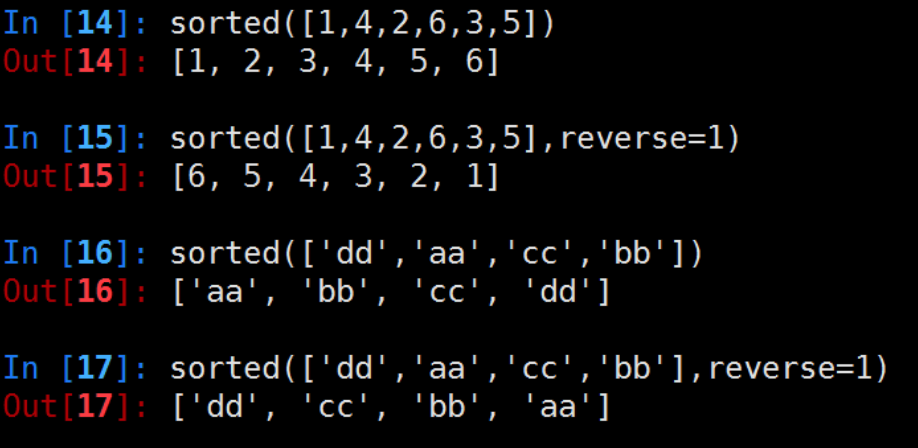 In [14]: sorted([1,4,2,6,3,5])
Out[14]: [1, 2, 3, 4, 5, 6]
In [15]: sorted([1,4,2,6,3,5],reverse=1)
Out[15]: [6, 5, 4, 3, 2, 1]
In [16]: sorted(['dd','aa','cc','bb'])
Out[16]: ['aa', 'bb', 'cc', 'dd']
In [17]: sorted(['dd','aa','cc','bb'],reverse=1)
Out[17]: ['dd', 'cc', 'bb', 'aa']